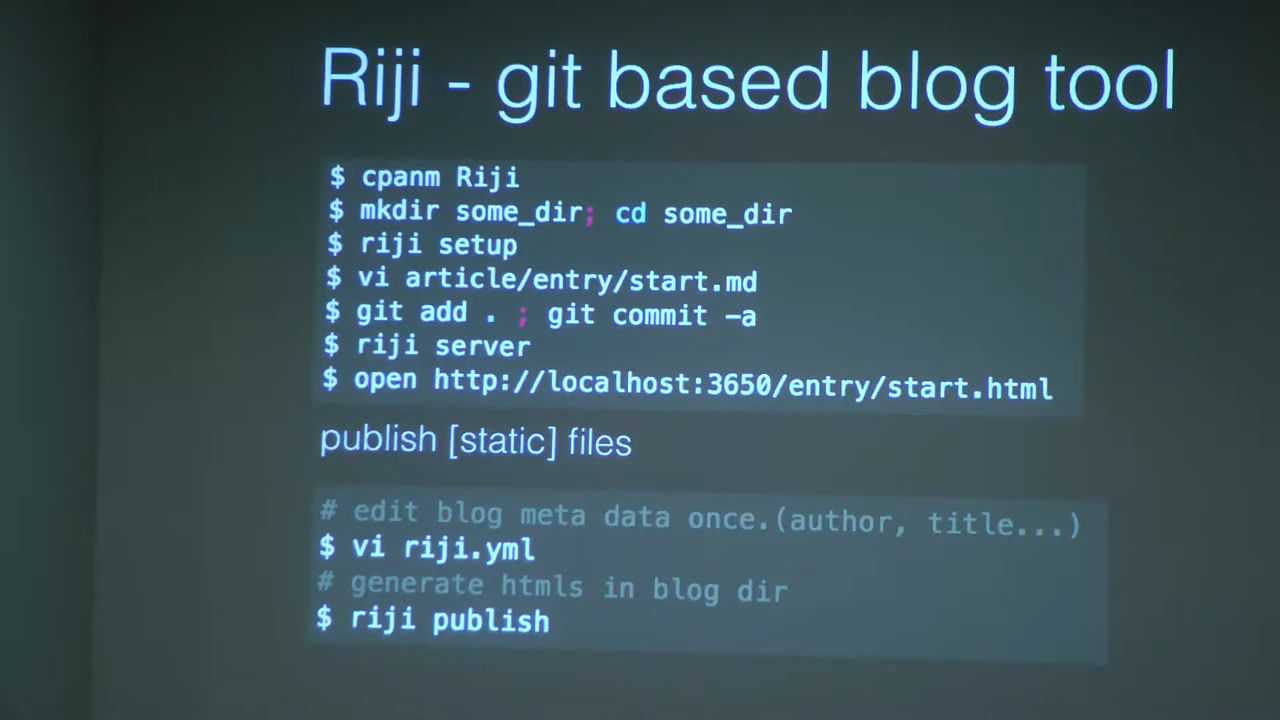 Riji - git based blog tool
$ cpanm Riji
$ mkdir some_dir; cd some_dir
$ riji setup
$ vi article/entry/start.md
$ git add . ; git commit -a
$ riji server
$ open http://localhost:3650/entry/start.html
publish [static] files
# edit blog meta data once.(author, title...)
$ vi riji.yml
# generate htmls in blog dir
$ riji publish